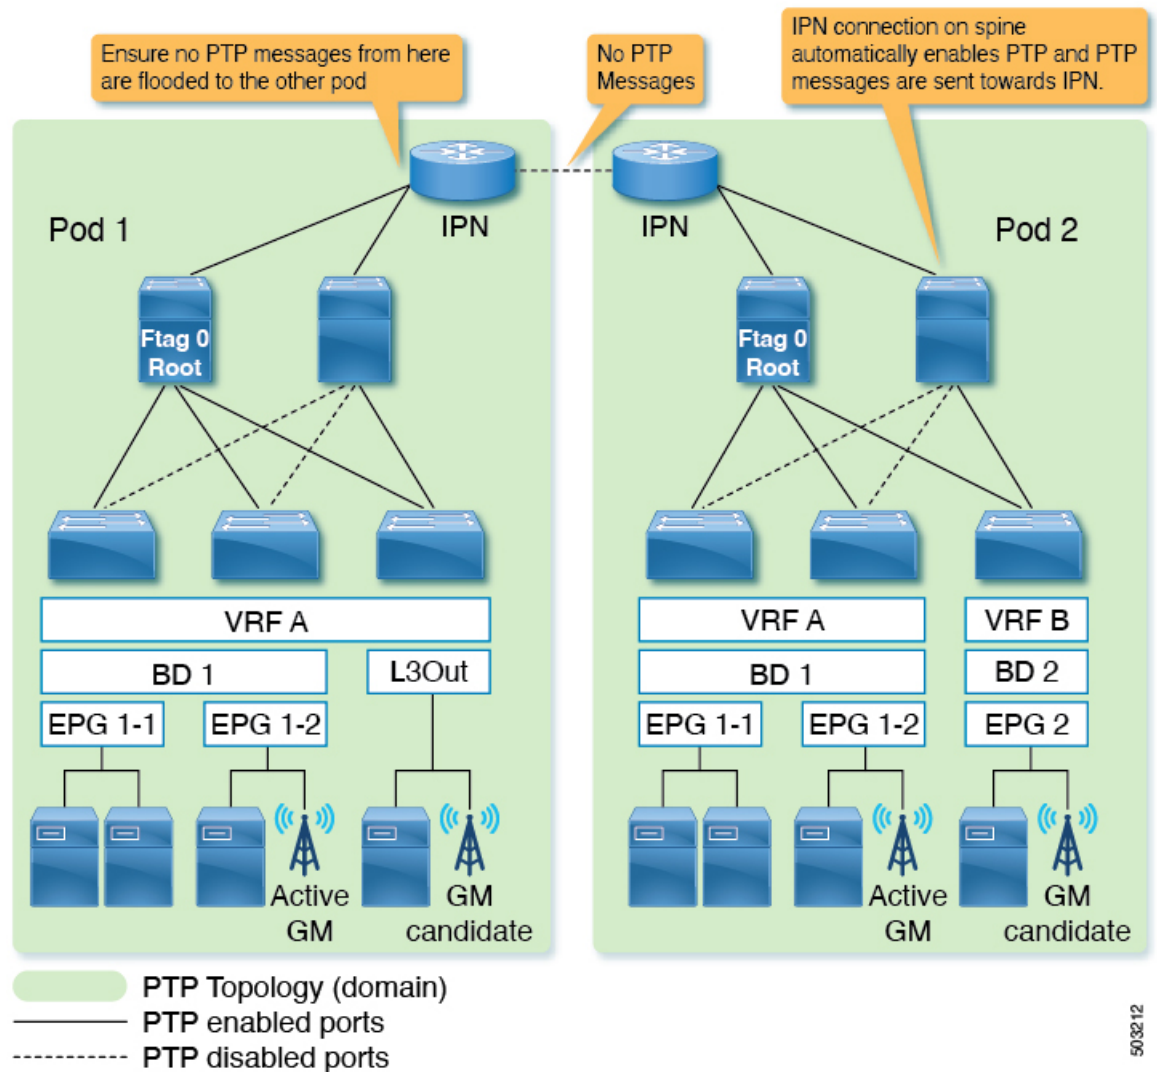 Ensure no PTP messages from here
are flooded to the other pod
No PTP
Messages
IPN connection on spine
automatically enables PTP and PTP
messages are sent towards IPN.
Pod 1
IPN
IPN
Pod 2
Ftag 0
Root
Ftag 0
Root
VRF A
VRF A
VRF B
BD 1
L3Out
BD 1
BD 2
EPG 1-1
EPG 1-2
EPG 1-1
EPG 1-2
EPG 2
Active
GM
GM
candidate
Active
GM
GM
candidate
PTP Topology (domain)
PTP enabled ports
PTP disabled ports
503212